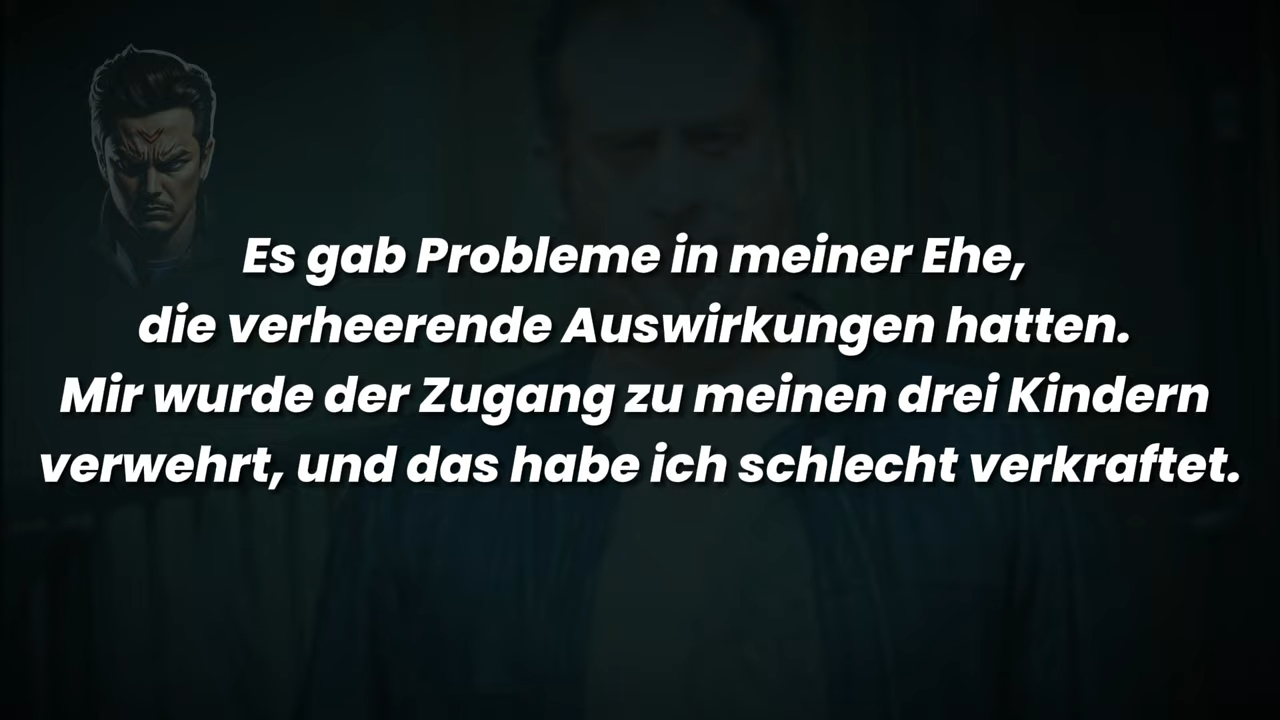 Es gab Probleme in meiner Ehe,
die verheerende Auswirkungen hatten.
Mir wurde der Zugang zu meinen drei Kindern
verwehrt, und das habe ich schlecht verkraftet.